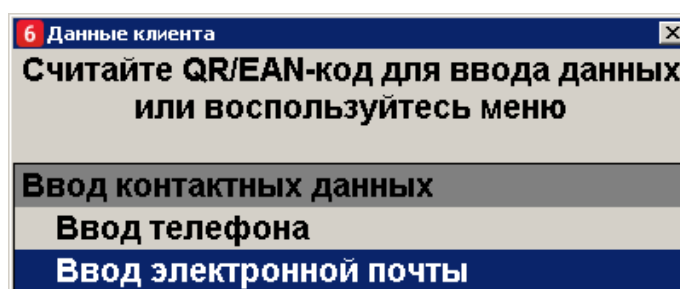 6 Данные клиента
Считайте QR/EAN-код для ввода данных
или воспользуйтесь меню
Ввод контактных данных
Ввод телефона
Ввод электронной почты